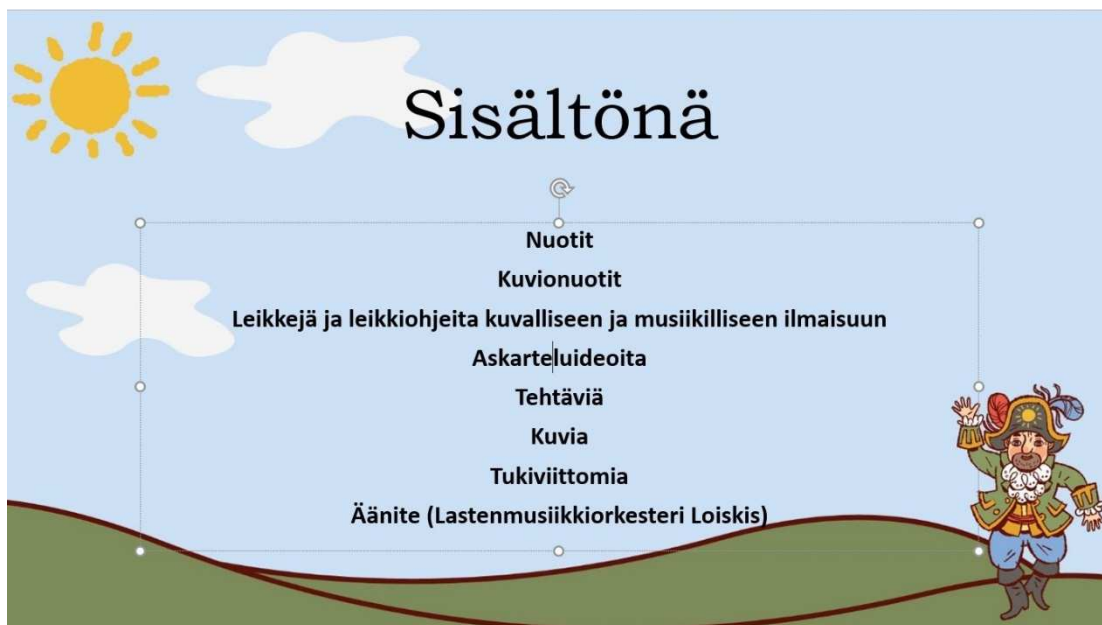 Sisältönä
Nuotit
Kuvionuotit
Leikkejä ja leikkiohjeita kuvalliseen ja musiikilliseen ilmaisuun
Askarteluideoita
Tehtäviä
Kuvia
Tukiviittomia
Äänite (Lastenmusiikkiorkesteri Loiskis)